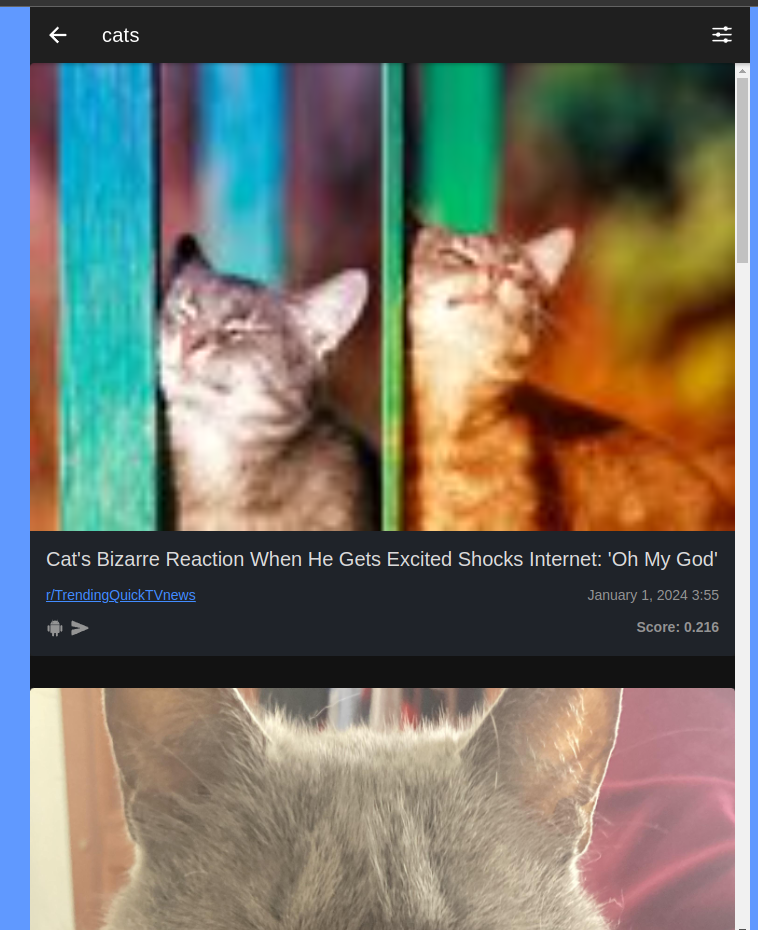 cats
Cat's Bizarre Reaction When He Gets Excited Shocks Internet: 'Oh My God'
r/TrendingQuickTVnews
January 1, 2024 3:55
Score: 0.216